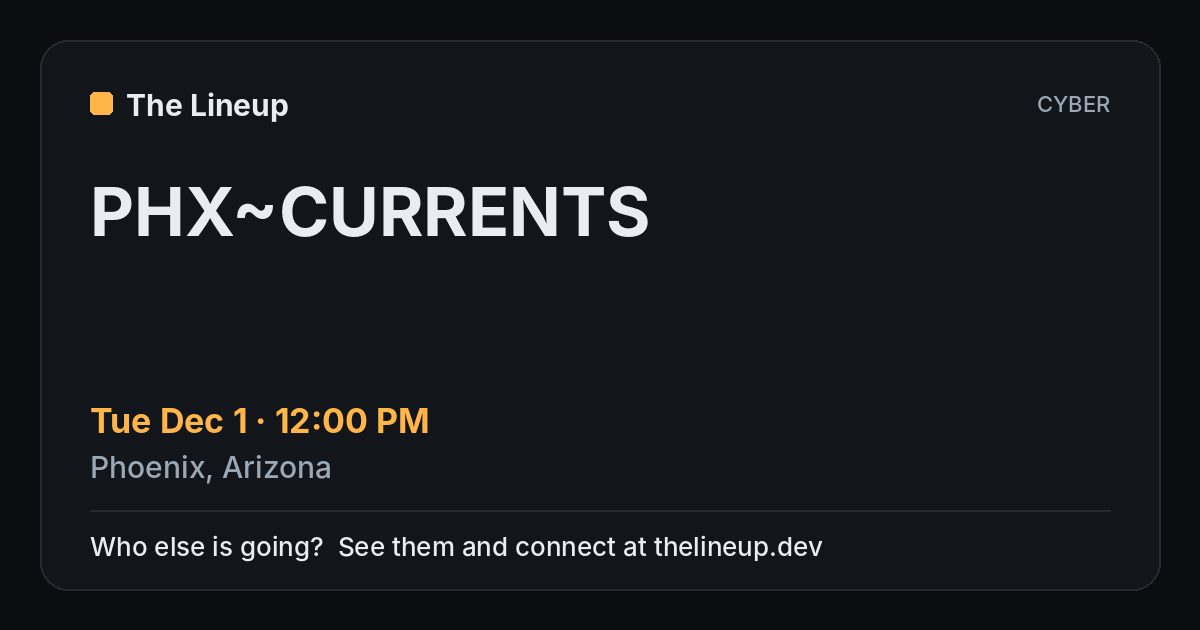 The Lineup
CYBER
PHX~CURRENTS
Tue Dec 1 · 12:00 PM
Phoenix, Arizona
Who else is going? See them and connect at thelineup.dev